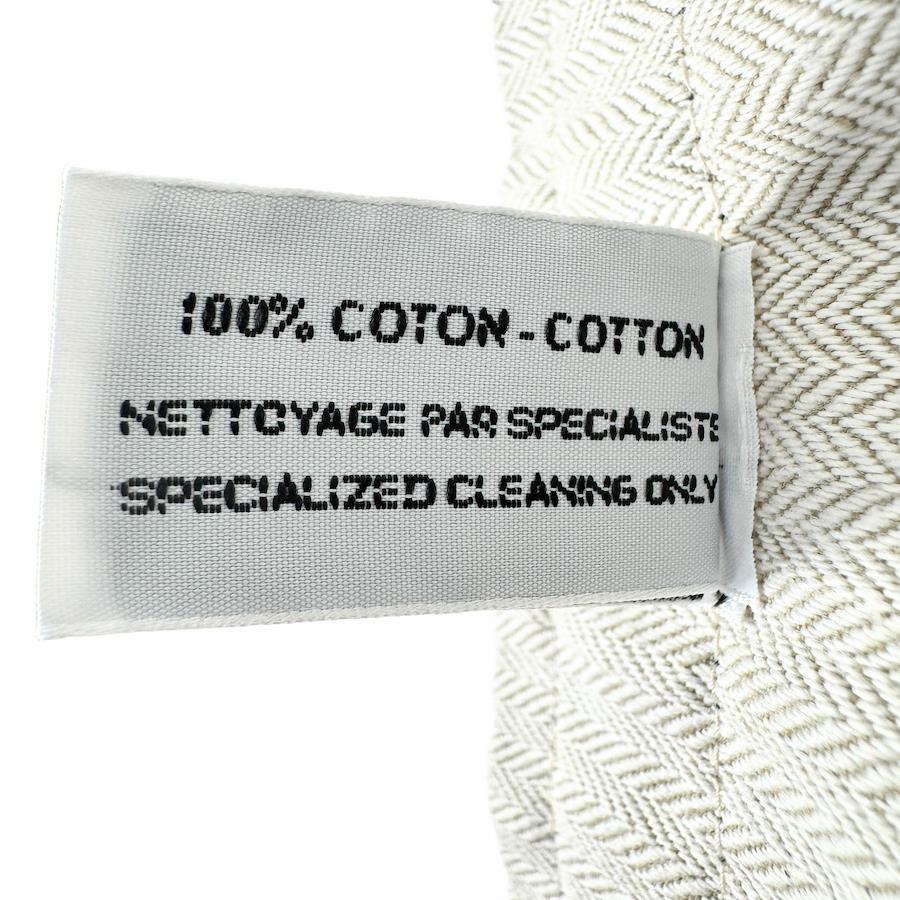 100% COTON - COTTON
NETTOYAGE PAR SPECIALISTE
SPECIALIZED CLEANING ONLY